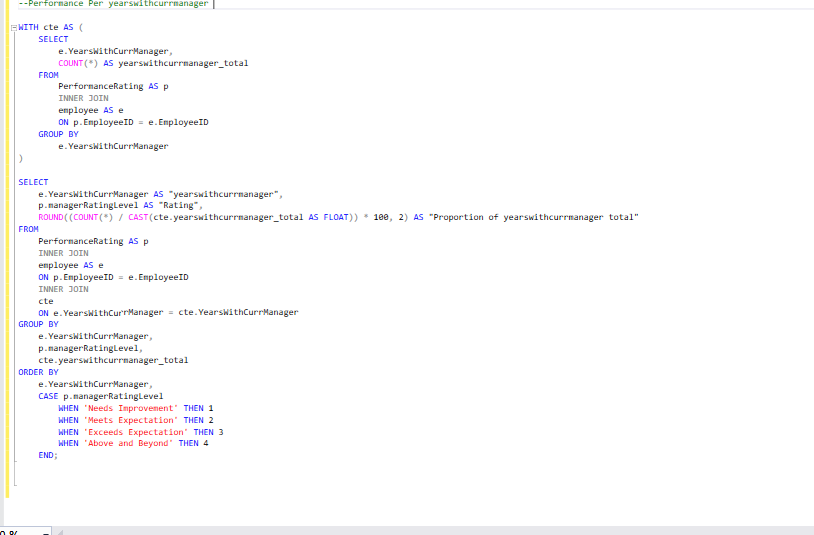 --Performance Per yearswithcurrmanager
WITH cte AS (
SELECT
e.YearsWithCurrManager,
COUNT(*) AS yearswithcurrmanager_total
FROM
PerformanceRating AS p
INNER JOIN
employee AS e
ON p.EmployeeID = e.EmployeeID
GROUP BY
e.YearsWithCurrManager
)
SELECT
e.YearsWithCurrManager AS "yearswithcurrmanager",
p.managerRatingLevel AS "Rating",
ROUND((COUNT(*) / CAST(cte.yearswithcurrmanager_total AS FLOAT)) * 100, 2) AS "Proportion of yearswithcurrmanager total"
FROM
PerformanceRating AS p
INNER JOIN
employee AS e
ON p.EmployeeID = e.EmployeeID
INNER JOIN
cte
ON e.YearsWithCurrManager = cte.YearsWithCurrManager
GROUP BY
e.YearsWithCurrManager,
p.managerRatingLevel,
cte.yearswithcurrmanager_total
ORDER BY
e.YearsWithCurrManager,
CASE p.managerRatingLevel
WHEN 'Needs Improvement' THEN 1
WHEN 'Meets Expectation' THEN 2
WHEN 'Exceeds Expectation' THEN 3
WHEN 'Above and Beyond' THEN 4
END;